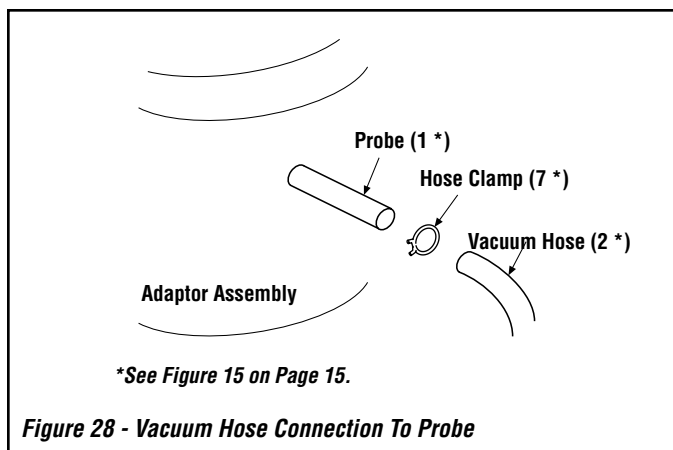 Probe (1 *)
Hose Clamp (7 *)
Vacuum Hose (2 *)
Adaptor Assembly
*See Figure 15 on Page 15.
Figure 28 - Vacuum Hose Connection To Probe